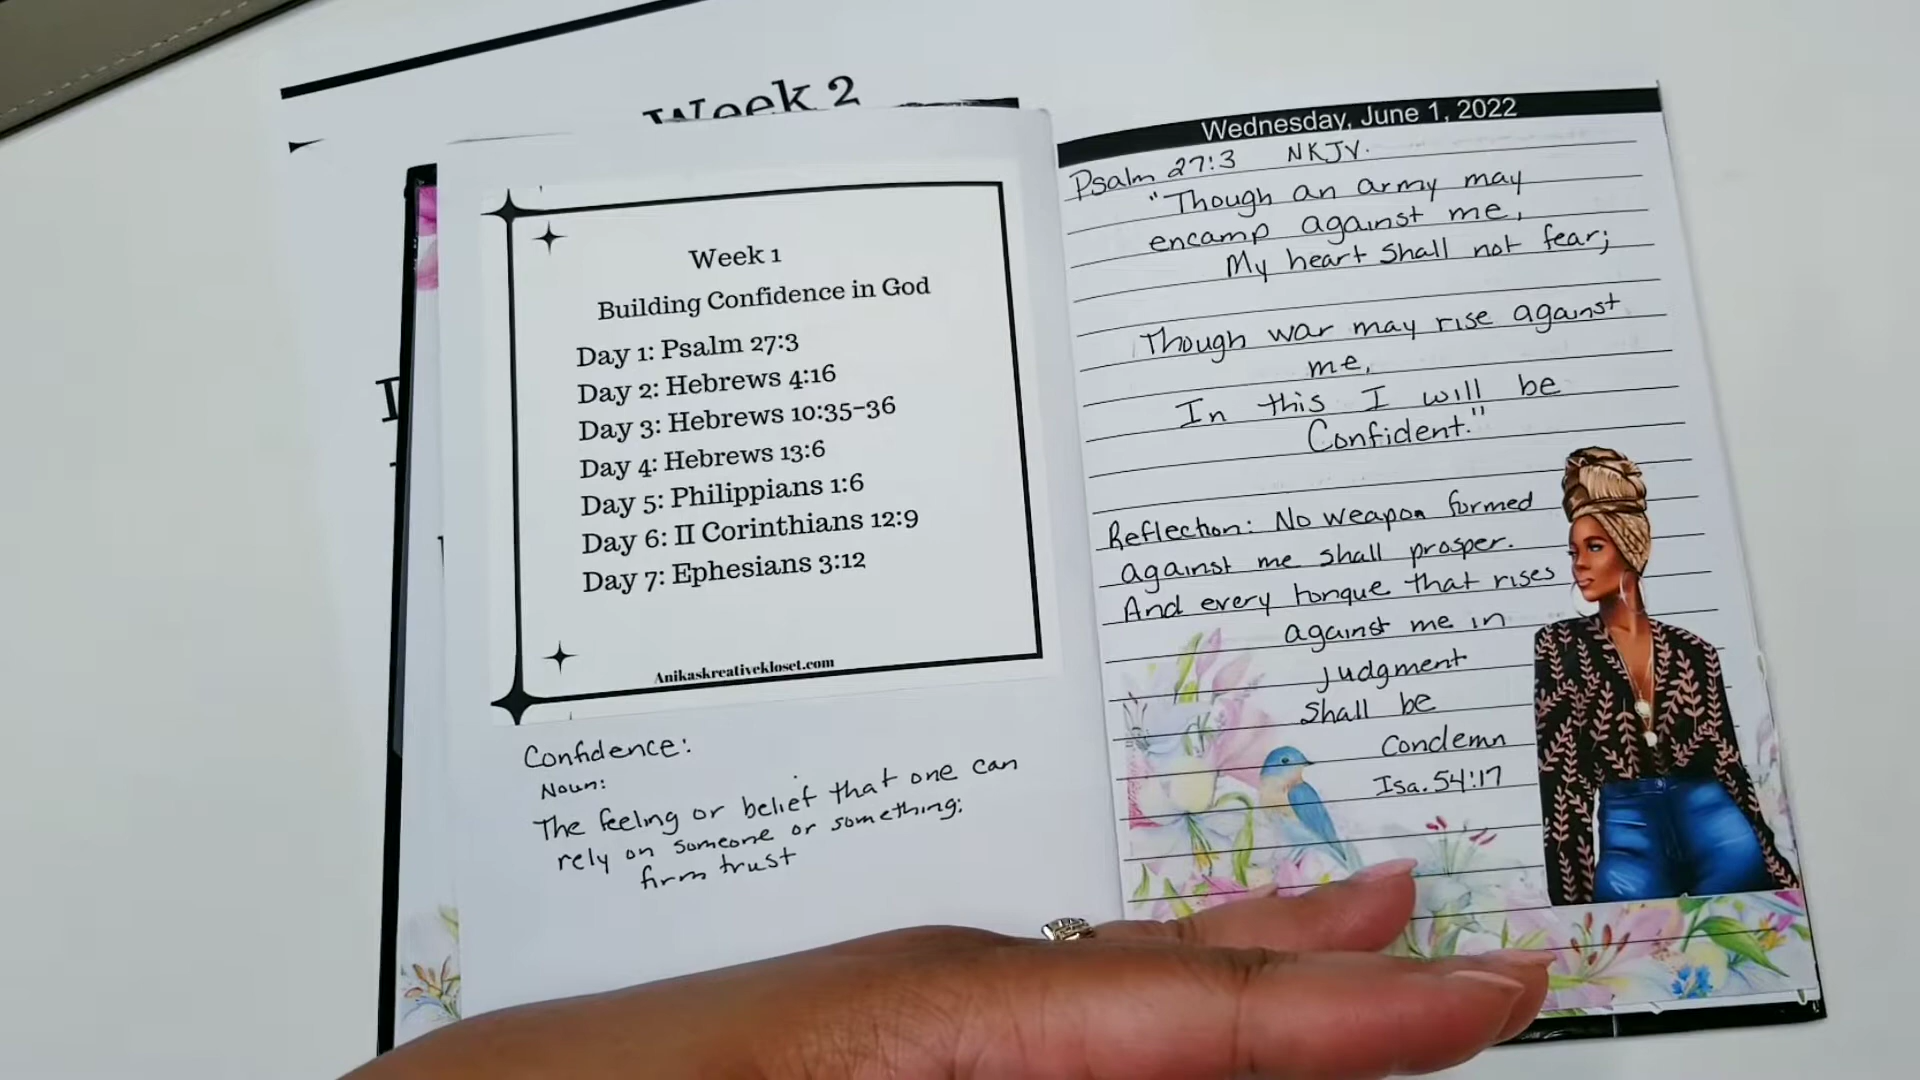 Week 2
Week 1
Building Confidence in God
Day 1: Psalm 27:3
Day 2: Hebrews 4:16
Day 3: Hebrews 10:35-36
Day 4: Hebrews 13:6
Day 5: Philippians 1:6
Day 6: II Corinthians 12:9
Day 7: Ephesians 3:12
Anikaskreativekloset.com
Confidence:
Noun:
The feeling or belief that one can
rely on someone or something;
firm trust
Wednesday, June 1, 2022
Psalm 27:3 NKJV.
"Though an army may
encamp against me,
My heart shall not fear;
Though war may rise against
me,
In this I will be
Confident."
Reflection: No weapon formed
against me shall prosper.
And every tongue that rises
against me in
judgment
shall be
Condemn
Isa. 54:17